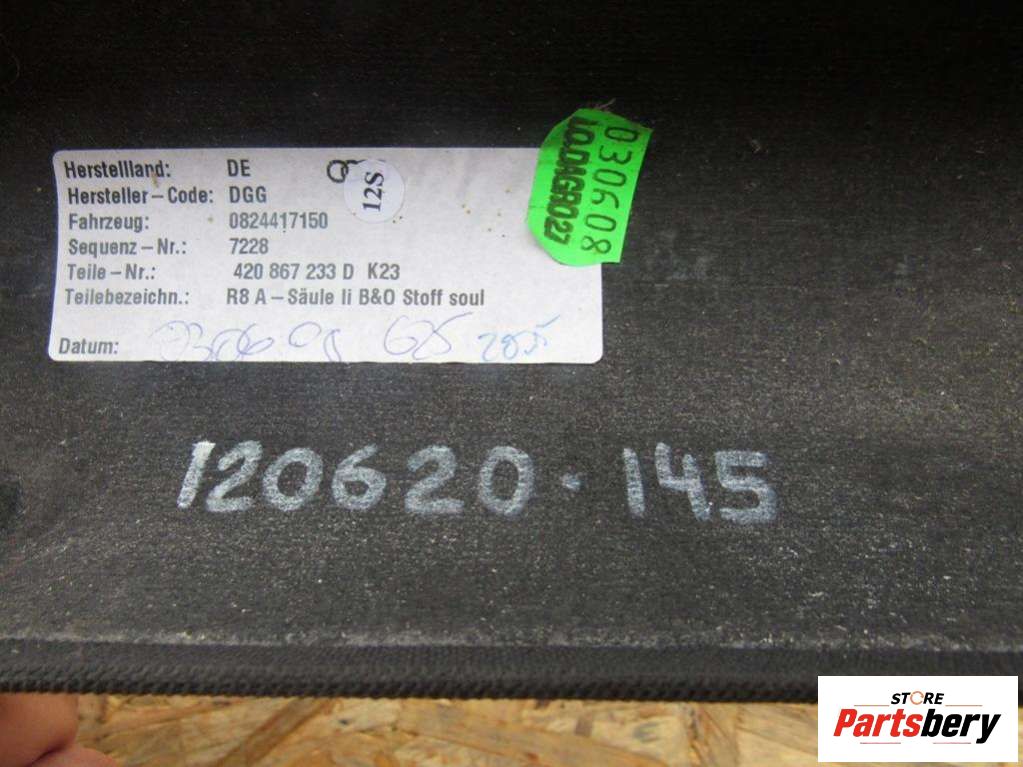 Herstellland: DE
Hersteller-Code: DGG
Fahrzeug: 0824417150
Sequenz-Nr.: 7228
Teile-Nr.: 420 867 233 D K23
Teilebezeichn.: R8 A-Säule li B&O Stoff soul
Datum: 030608
12S
030608
120620-145
STORE
Partsbery